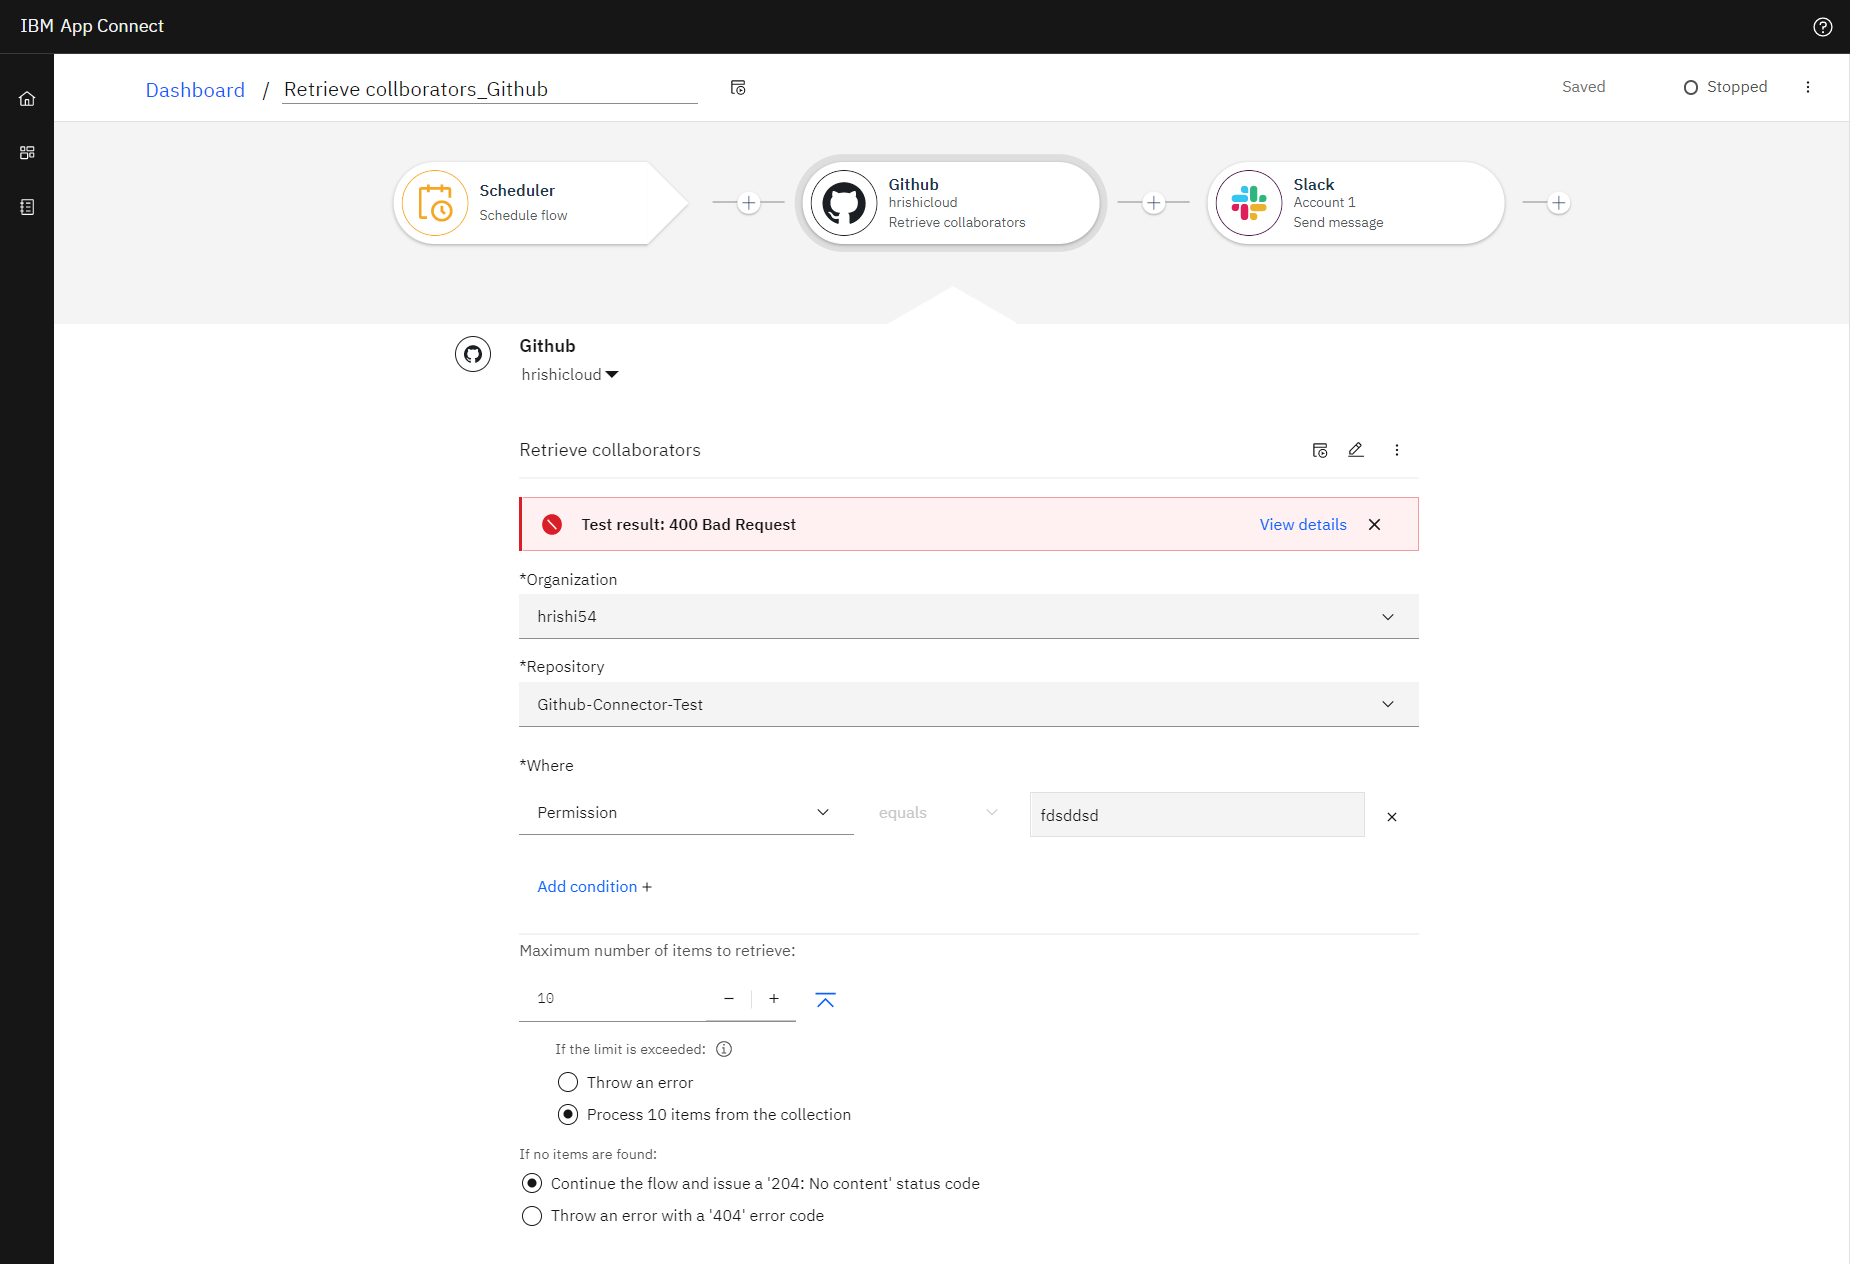 IBM App Connect
Dashboard / Retrieve collborators_Github
Saved
Stopped
Scheduler
Schedule flow
Github
hrishicloud
Retrieve collaborators
Slack
Account 1
Send message
Github
hrishicloud
Retrieve collaborators
Test result: 400 Bad Request
View details
*Organization
hrishi54
*Repository
Github-Connector-Test
*Where
Permission
equals
fdsddsd
Add condition +
Maximum number of items to retrieve:
10
If the limit is exceeded:
Throw an error
Process 10 items from the collection
If no items are found:
Continue the flow and issue a '204: No content' status code
Throw an error with a '404' error code